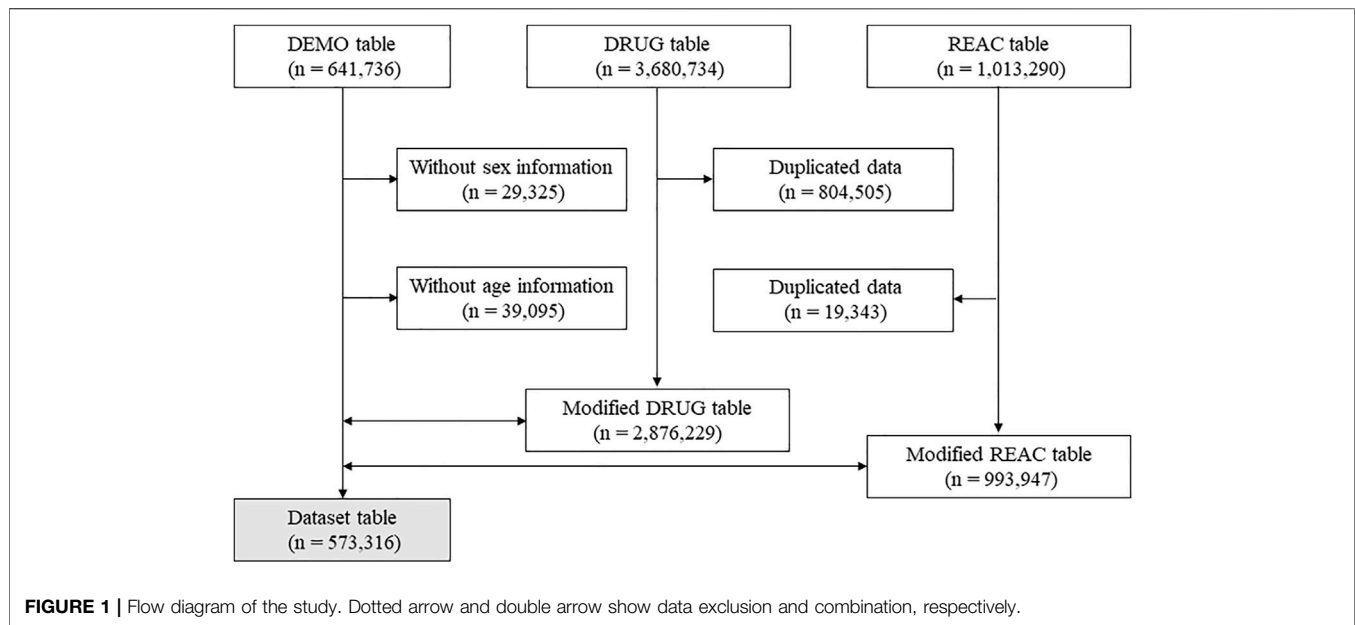 DEMO table
(n = 641,736)
DRUG table
(n = 3,680,734)
REAC table
(n = 1,013,290)
Without sex information
(n = 29,325)
Duplicated data
(n = 804,505)
Without age information
(n = 39,095)
Duplicated data
(n = 19,343)
Modified DRUG table
(n = 2,876,229)
Modified REAC table
(n = 993,947)
Dataset table
(n = 573,316)
FIGURE 1 | Flow diagram of the study. Dotted arrow and double arrow show data exclusion and combination, respectively.